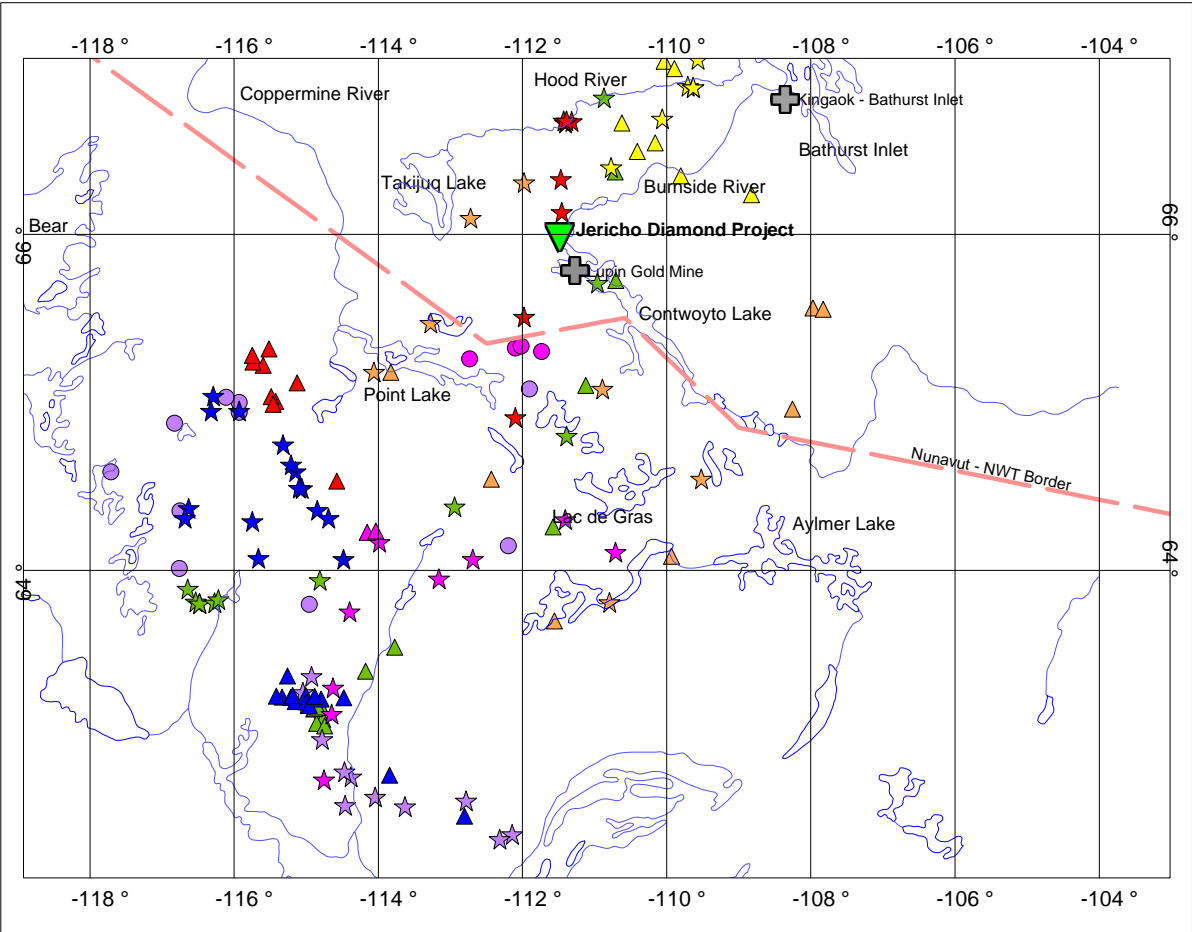 -118 ° -116 ° -114 ° -112 ° -110 ° -108 ° -106 ° -104 °
Hood River
Coppermine River
Kingaok - Bathurst Inlet
Bathurst Inlet
Takijuq Lake
Burnside River
Bear
Jericho Diamond Project
66 ° 66 °
Lupin Gold Mine
Contwoyto Lake
Point Lake
Nunavut - NWT Border
Lac de Gras
Aylmer Lake
64 ° 64 °
-118 ° -116 ° -114 ° -112 ° -110 ° -108 ° -106 ° -104 °